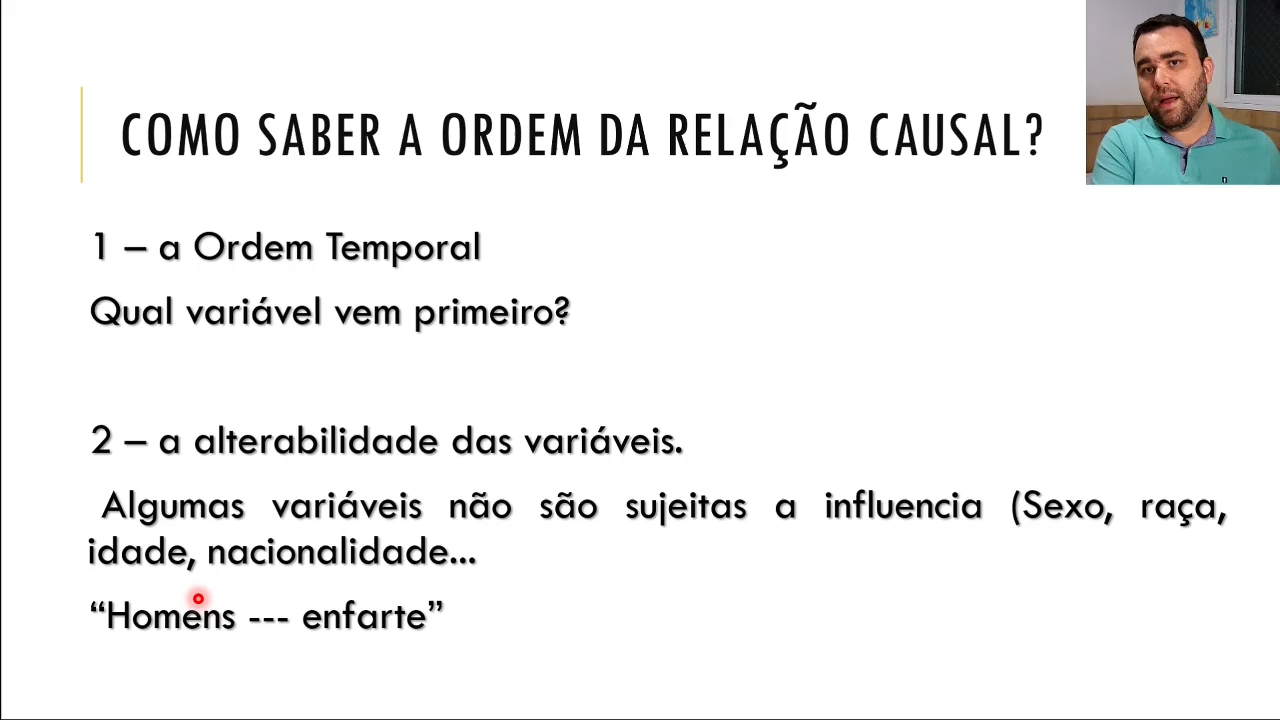 COMO SABER A ORDEM DA RELAÇÃO CAUSAL?
1 – a Ordem Temporal
Qual variável vem primeiro?
2 – a alterabilidade das variáveis.
Algumas variáveis não são sujeitas a influencia (Sexo, raça,
idade, nacionalidade...
“Homens --- enfarte”